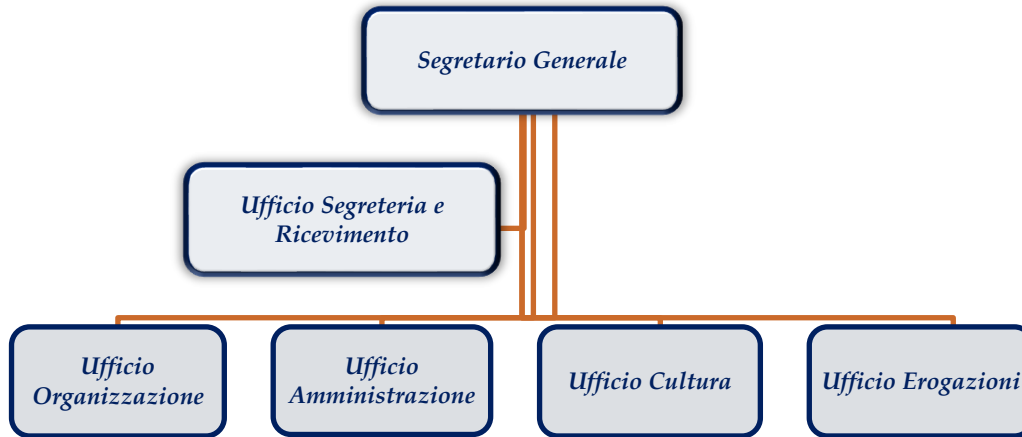 Segretario Generale
Ufficio Segreteria e
Ricevimento
Ufficio
Organizzazione
Ufficio
Amministrazione
Ufficio Cultura
Ufficio Erogazioni